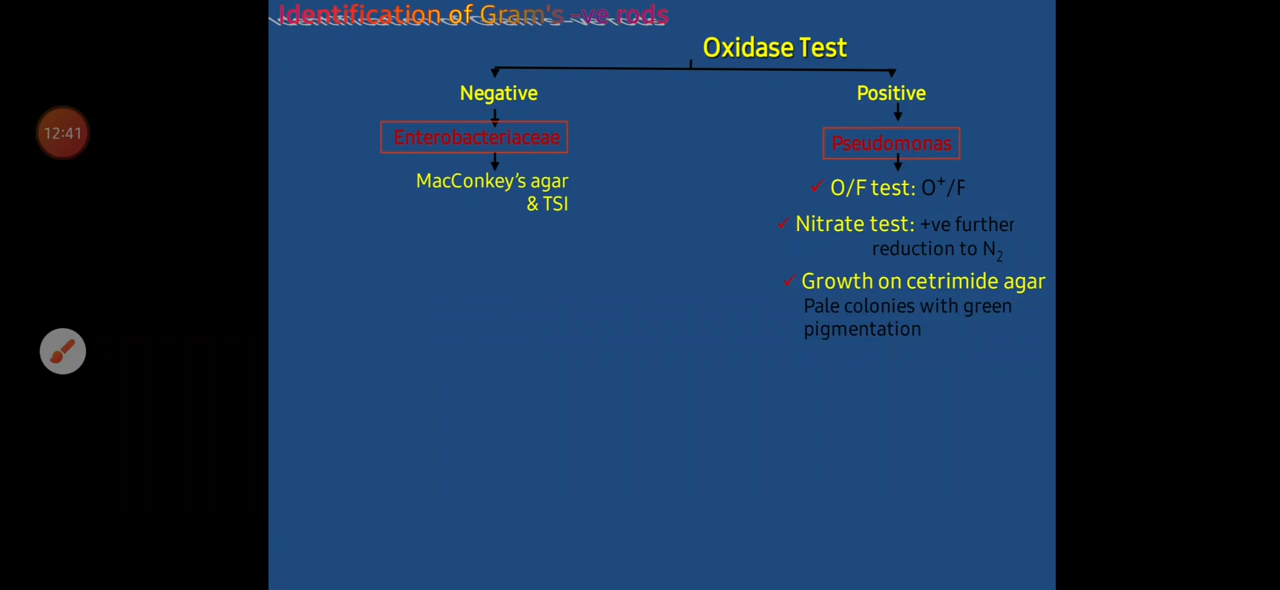 Identification of Gram's -ve rods
Oxidase Test
Negative
Positive
12:41
Enterobacteriaceae
Pseudomonas
MacConkey's agar
& TSI
✓ O/F test: O⁺/F
✓ Nitrate test: +ve further
reduction to N₂
✓ Growth on cetrimide agar
Pale colonies with green
pigmentation